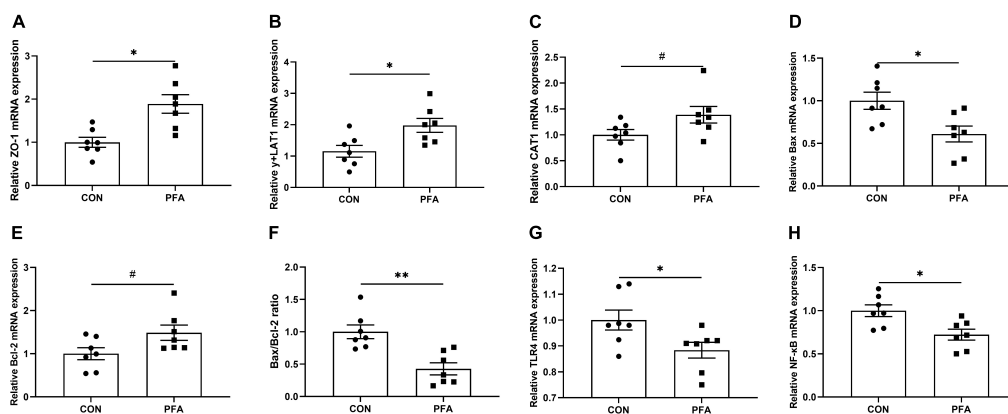 A
Relative ZO-1 mRNA expression
3
2
1
0
*
CON
PFA
B
Relative y+LAT1 mRNA expression
4
3
2
1
0
*
CON
PFA
C
Relative CAT1 mRNA expression
2.5
2.0
1.5
1.0
0.5
0.0
#
CON
PFA
D
Relative Bax mRNA expression
1.5
1.0
0.5
0.0
*
CON
PFA
E
Relative Bcl-2 mRNA expression
3
2
1
0
#
CON
PFA
F
Bax/Bcl-2 ratio
2.0
1.5
1.0
0.5
0.0
**
CON
PFA
G
Relative TLR4 mRNA expression
1.2
1.1
1.0
0.9
0.8
0.7
*
CON
PFA
H
Relative NF-κB mRNA expression
1.5
1.0
0.5
0.0
*
CON
PFA